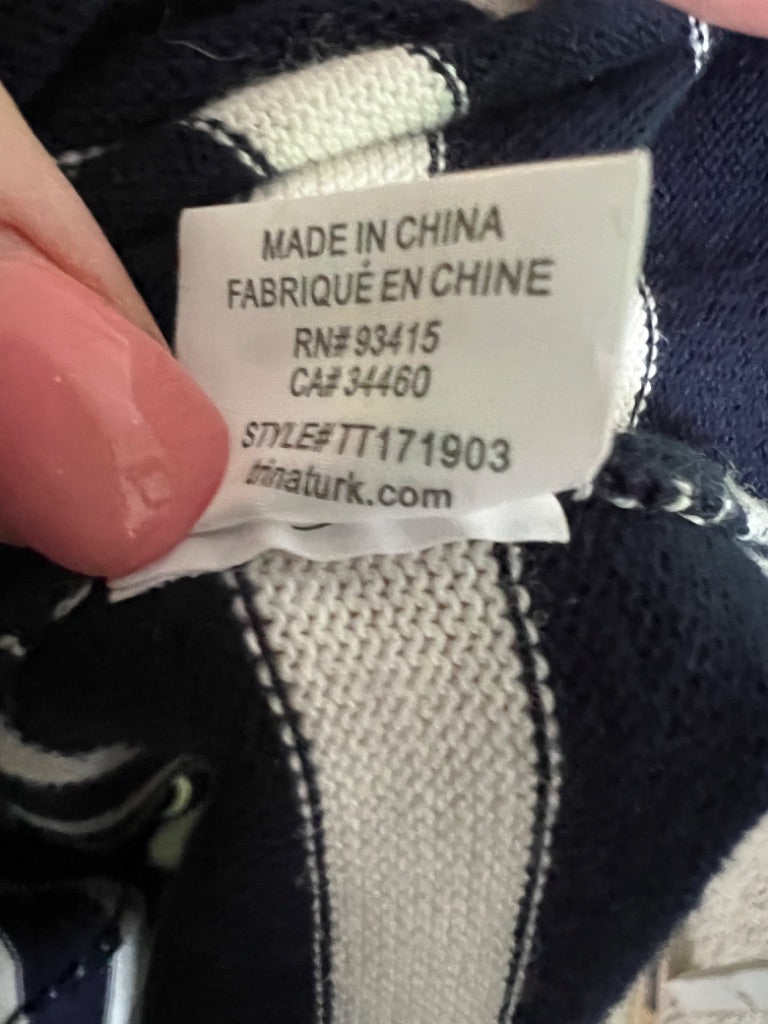 MADE IN CHINA
FABRIQUÉ EN CHINE
RN# 93415
CA# 34460
STYLE# TT171903
trinaturk.com